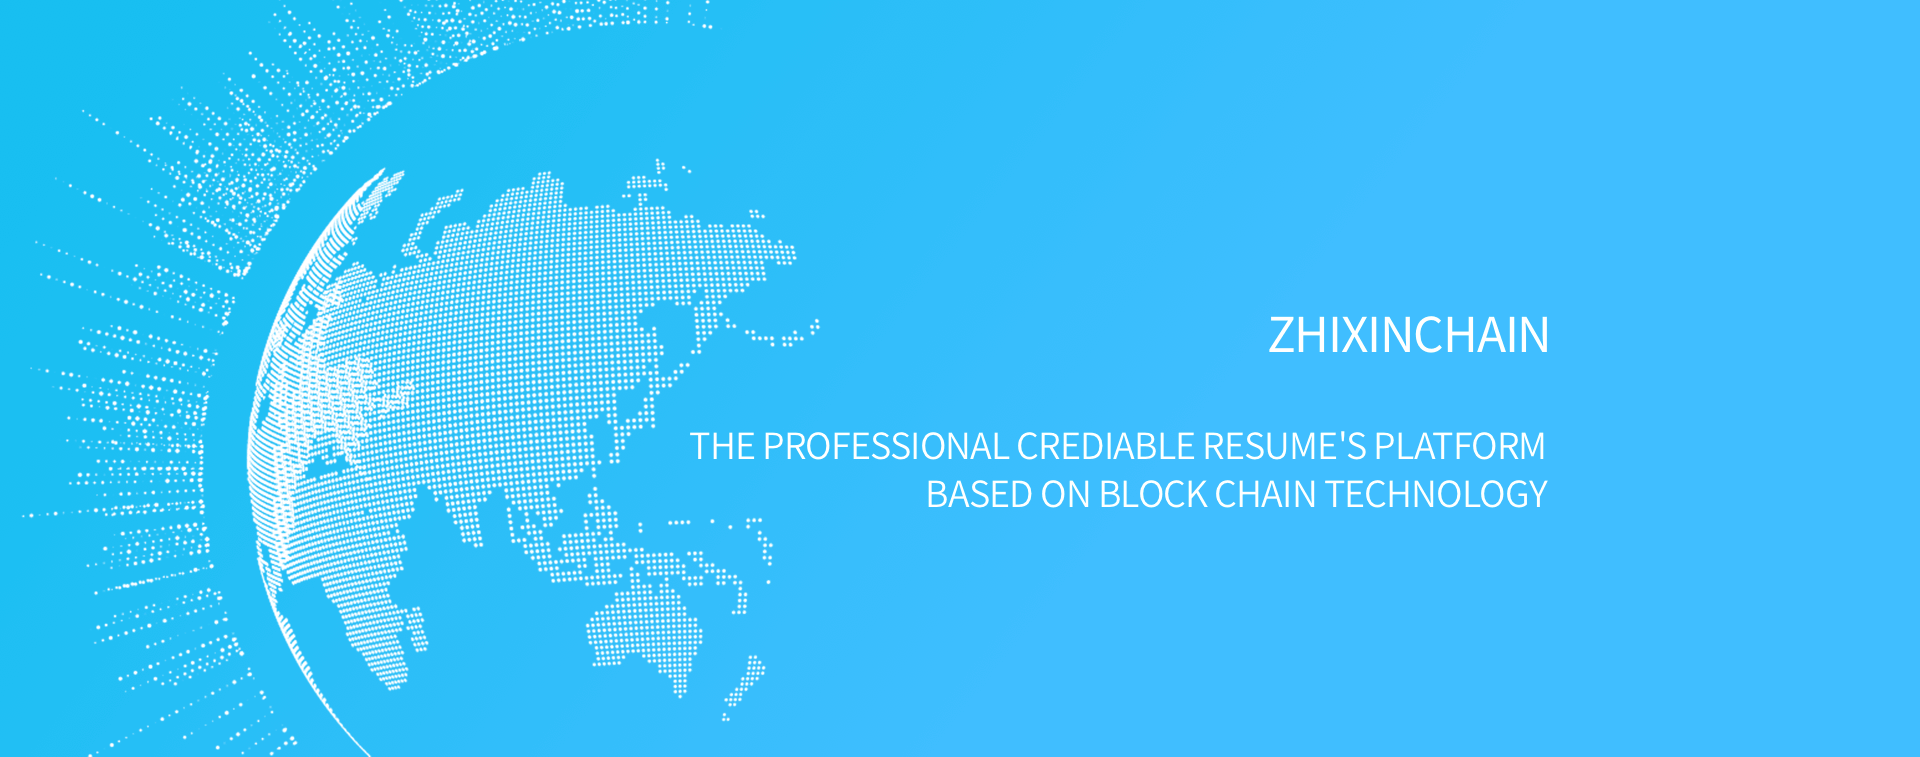 ZHIXINCHAIN
THE PROFESSIONAL CREDIABLE RESUME'S PLATFORM
BASED ON BLOCK CHAIN TECHNOLOGY